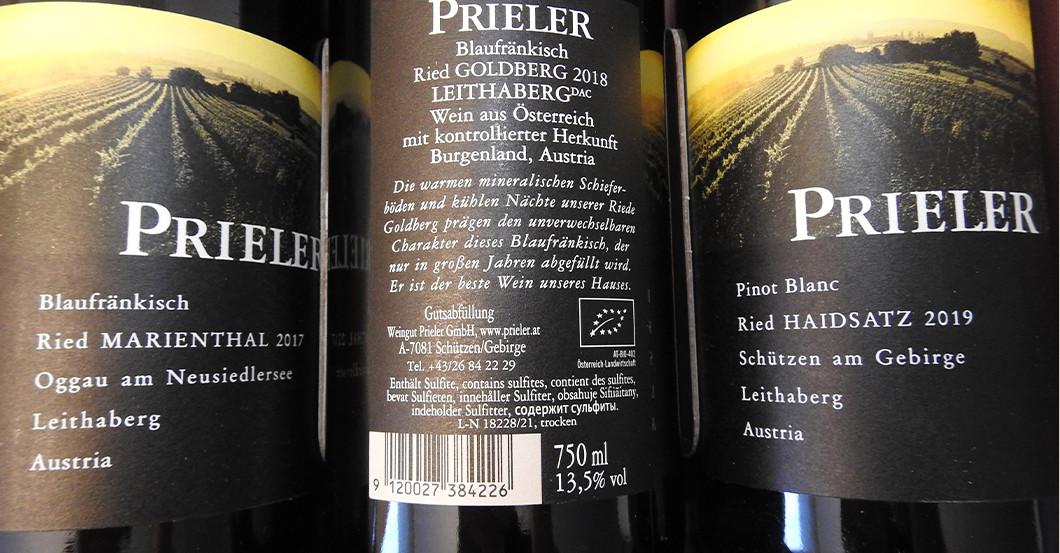 PRIELER
Blaufränkisch
Ried MARIENTHAL 2017
Oggau am Neusiedlersee
Leithaberg
Austria
PRIELER
Blaufränkisch
Ried GOLDBERG 2018
LEITHABERG DAC
Wein aus Österreich
mit kontrollierter Herkunft
Burgenland, Austria
Die warmen mineralischen Schiefer-
böden und kühlen Nächte unserer Riede
Goldberg prägen den unverwechselbaren
Charakter dieses Blaufränkisch, der
nur in großen Jahren abgefüllt wird.
Er ist der beste Wein unseres Hauses.
Gutsabfüllung
Weingut Prieler GmbH, www.prieler.at
A-7081 Schützen/Gebirge
Tel. +43/26 84 22 29
AT-BIO-402
Österreich-Landwirtschaft
Enthält Sulfite, contains sulfites, contient des sulfites,
bevat Sulfieten, innehåller Sulfiter, obsahuje Sifiiätany,
indeholder Sulfitter, содержит сульфиты.
L-N 18228/21, trocken
9 120027 384226
750 ml
13,5% vol
PRIELER
Pinot Blanc
Ried HAIDSATZ 2019
Schützen am Gebirge
Leithaberg
Austria